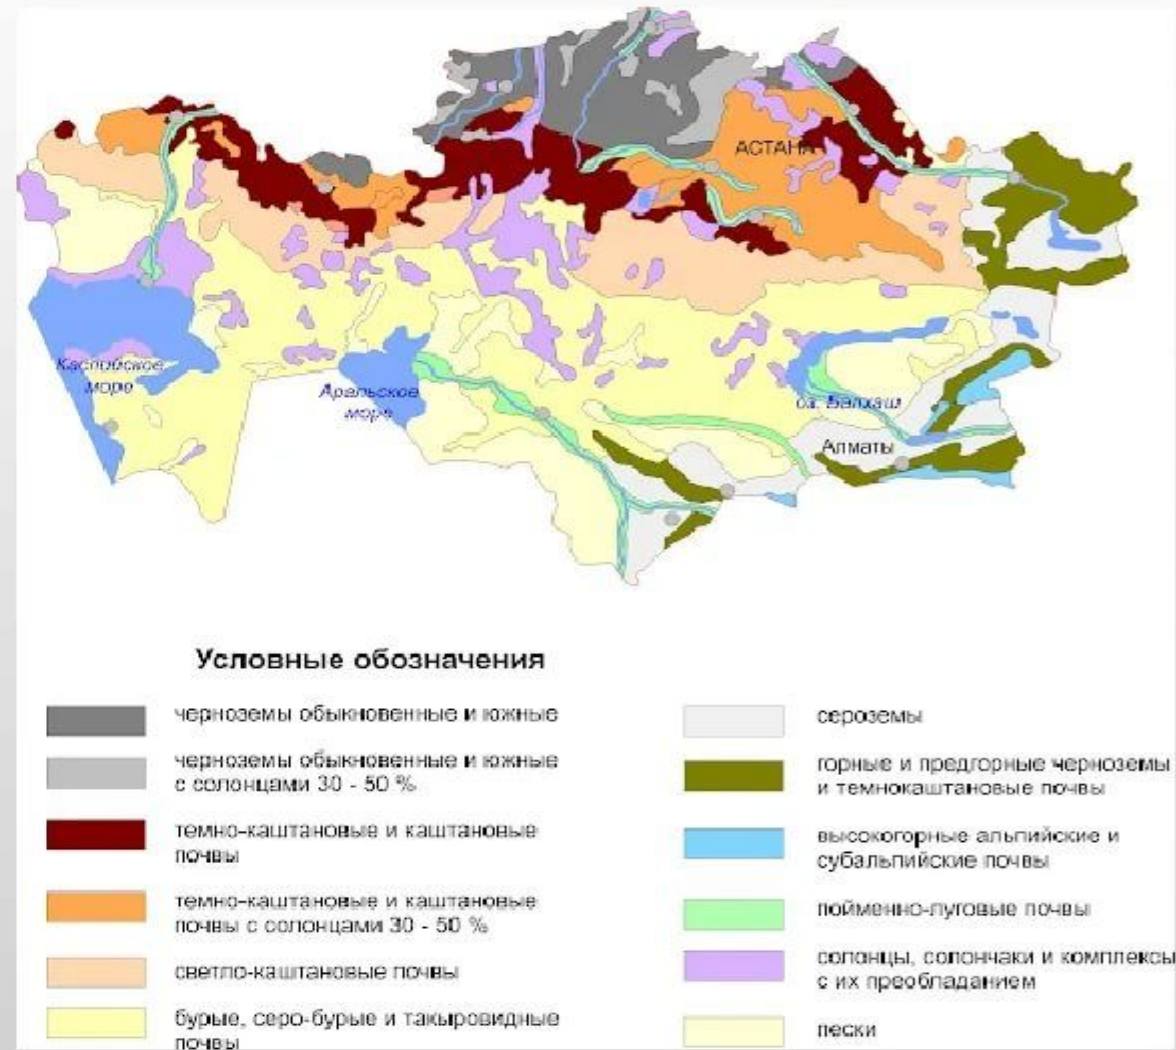 АСТАНА
Каспийское
море
Аральское
море
оз. Балхаш
Алматы
Условные обозначения
черноземы обыкновенные и южные
черноземы обыкновенные и южные
с солонцами 30 - 50 %
темно-каштановые и каштановые
почвы
темно-каштановые и каштановые
почвы с солонцами 30 - 50 %
светло-каштановые почвы
бурые, серо-бурые и такыровидные
почвы
сероземы
горные и предгорные черноземы
и темнокаштановые почвы
высокогорные альпийские и
субальпийские почвы
пойменно-луговые почвы
солонцы, солончаки и комплексы
с их преобладанием
пески